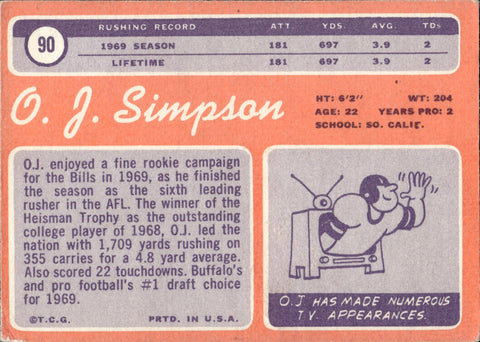 90
RUSHING RECORD ATT. YDS. AVG. TDs
1969 SEASON 181 697 3.9 2
LIFETIME 181 697 3.9 2
O. J. Simpson
HT: 6'2" WT: 204
AGE: 22 YEARS PRO: 2
SCHOOL: SO. CALIF.
O.J. enjoyed a fine rookie campaign
for the Bills in 1969, as he finished
the season as the sixth leading
rusher in the AFL. The winner of the
Heisman Trophy as the outstanding
college player of 1968, O.J. led the
nation with 1,709 yards rushing on
355 carries for a 4.8 yard average.
Also scored 22 touchdowns. Buffalo's
and pro football's #1 draft choice
for 1969.
©T.C.G. PRTD. IN U.S.A.
O.J. HAS MADE NUMEROUS
T.V. APPEARANCES.